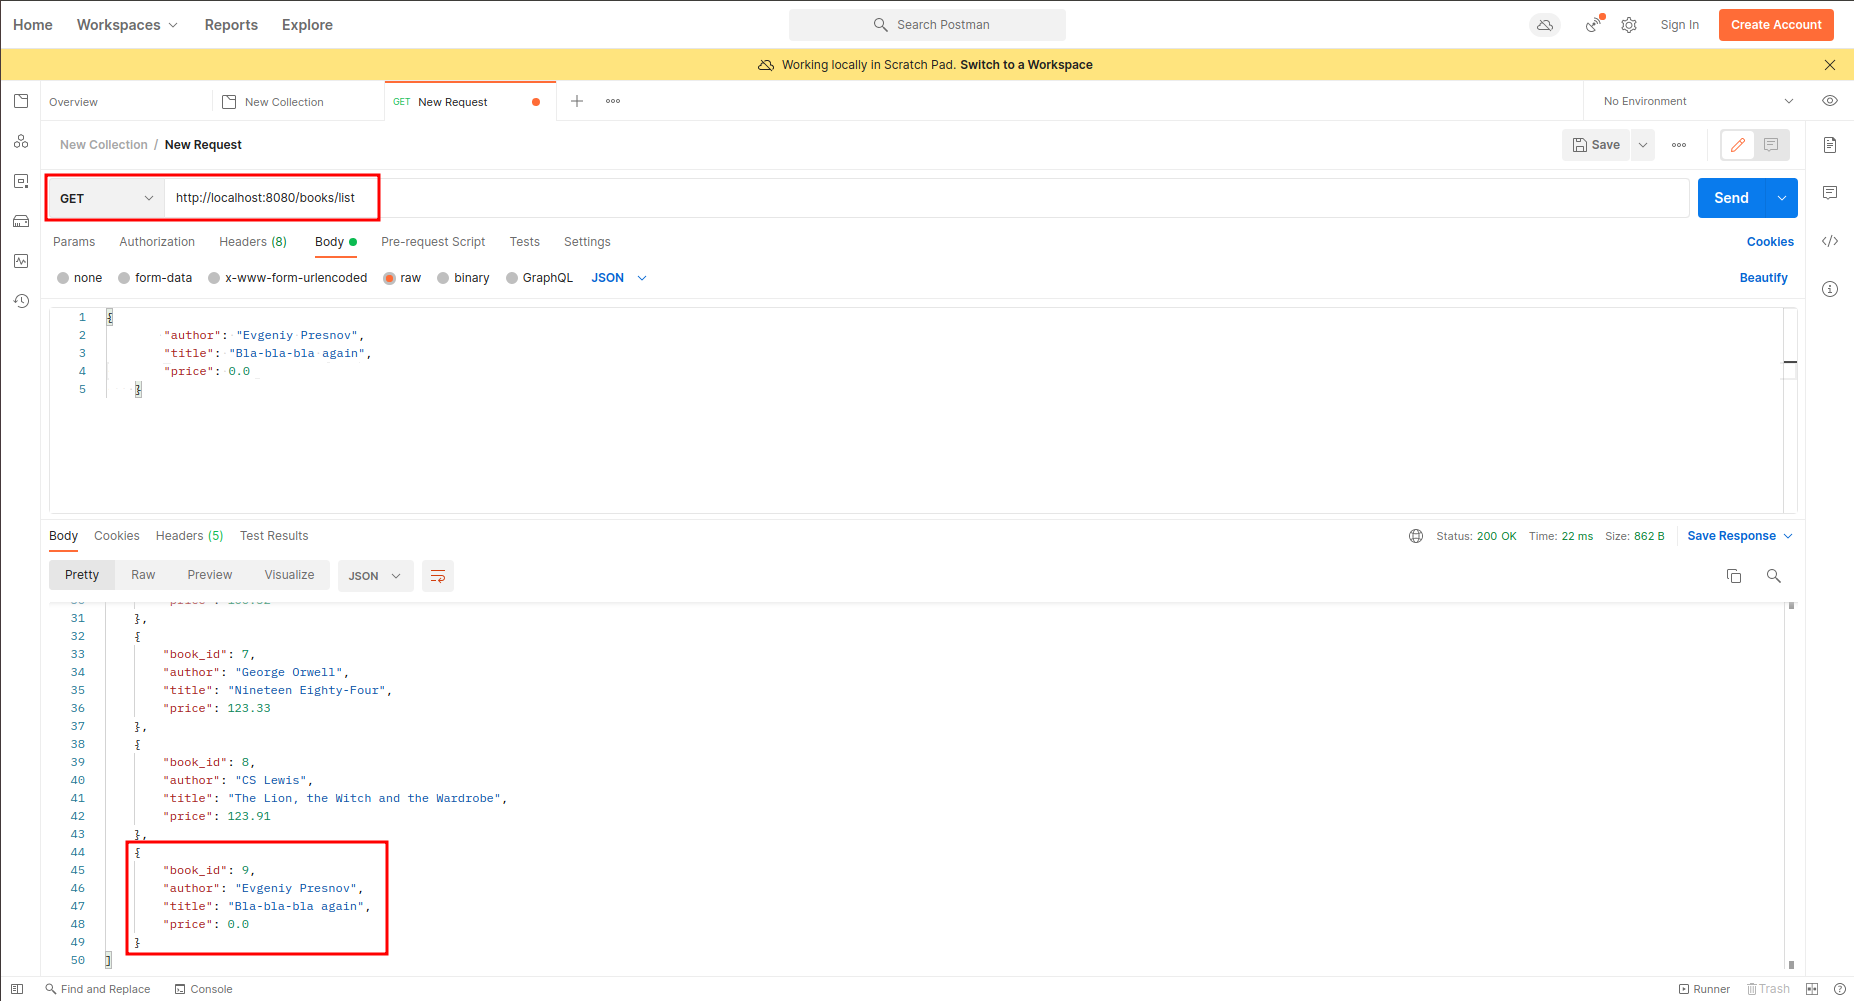 Home Workspaces Reports Explore Search Postman Sign In Create Account
Working locally in Scratch Pad. Switch to a Workspace
Overview New Collection GET New Request No Environment
New Collection / New Request Save
GET http://localhost:8080/books/list Send
Params Authorization Headers (8) Body Pre-request Script Tests Settings Cookies
none form-data x-www-form-urlencoded raw binary GraphQL JSON Beautify
1 {
2 "author": "Evgeniy Presnov",
3 "title": "Bla-bla-bla again",
4 "price": 0.0
5 }
Body Cookies Headers (5) Test Results Status: 200 OK Time: 22 ms Size: 862 B Save Response
Pretty Raw Preview Visualize JSON
31 },
32 {
33 "book_id": 7,
34 "author": "George Orwell",
35 "title": "Nineteen Eighty-Four",
36 "price": 123.33
37 },
38 {
39 "book_id": 8,
40 "author": "CS Lewis",
41 "title": "The Lion, the Witch and the Wardrobe",
42 "price": 123.91
43 },
44 {
45 "book_id": 9,
46 "author": "Evgeniy Presnov",
47 "title": "Bla-bla-bla again",
48 "price": 0.0
49 }
50 ]
Find and Replace Console Runner Trash